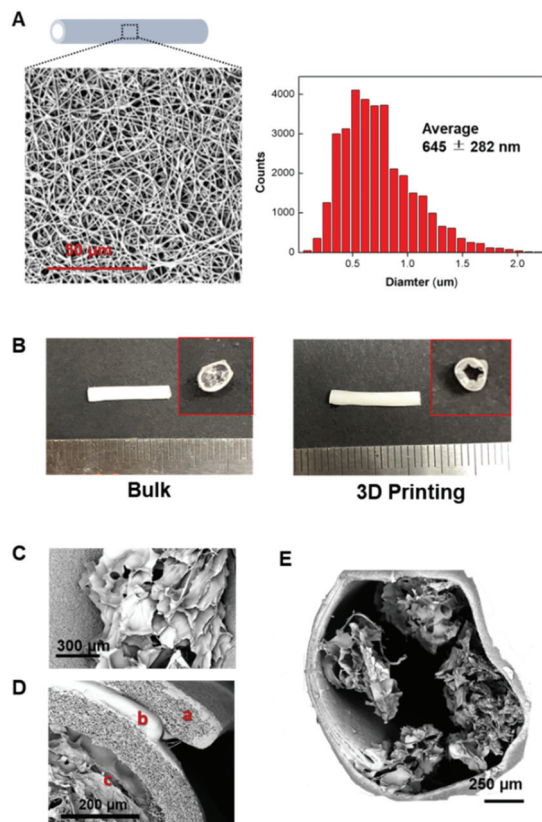 A
50 µm
4000
3000
2000
1000
0
Counts
Average
645 ± 282 nm
0.5
1.0
1.5
2.0
Diamter (um)
B
Bulk
3D Printing
C
300 µm
D
a
b
c
200 µm
E
250 µm